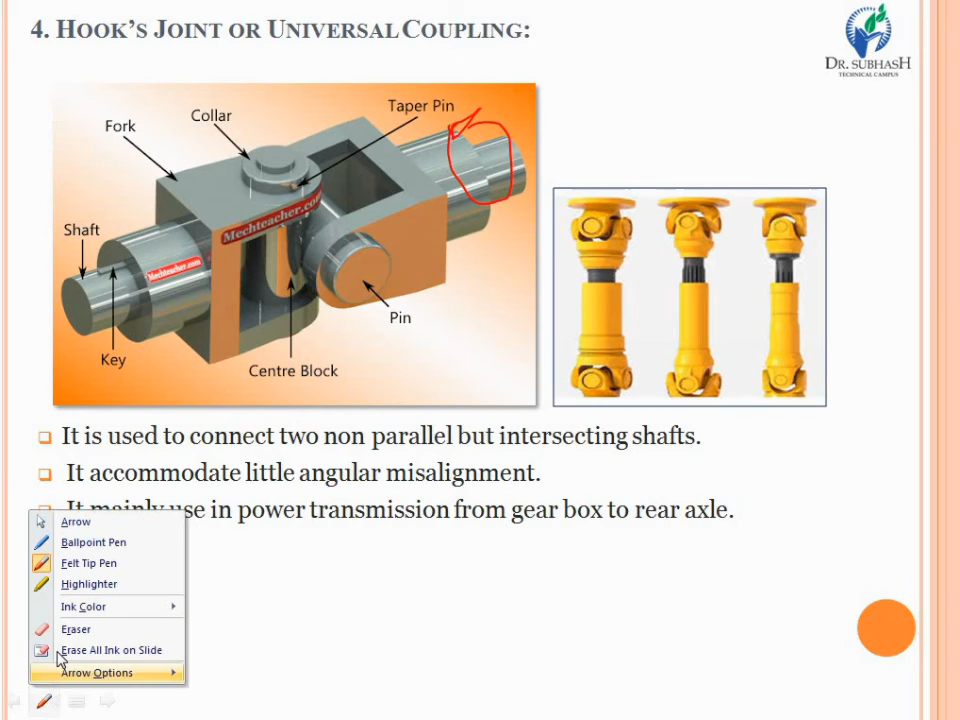 4. HOOK'S JOINT OR UNIVERSAL COUPLING:
DR. SUBHASH
TECHNICAL CAMPUS
Taper Pin
Collar
Fork
Mechteacher.com
Shaft
Mechteacher.com
Pin
Key
Centre Block
It is used to connect two non parallel but intersecting shafts.
It accommodate little angular misalignment.
It mainly use in power transmission from gear box to rear axle.
Arrow
Ballpoint Pen
Felt Tip Pen
Highlighter
Ink Color
Eraser
Erase All Ink on Slide
Arrow Options